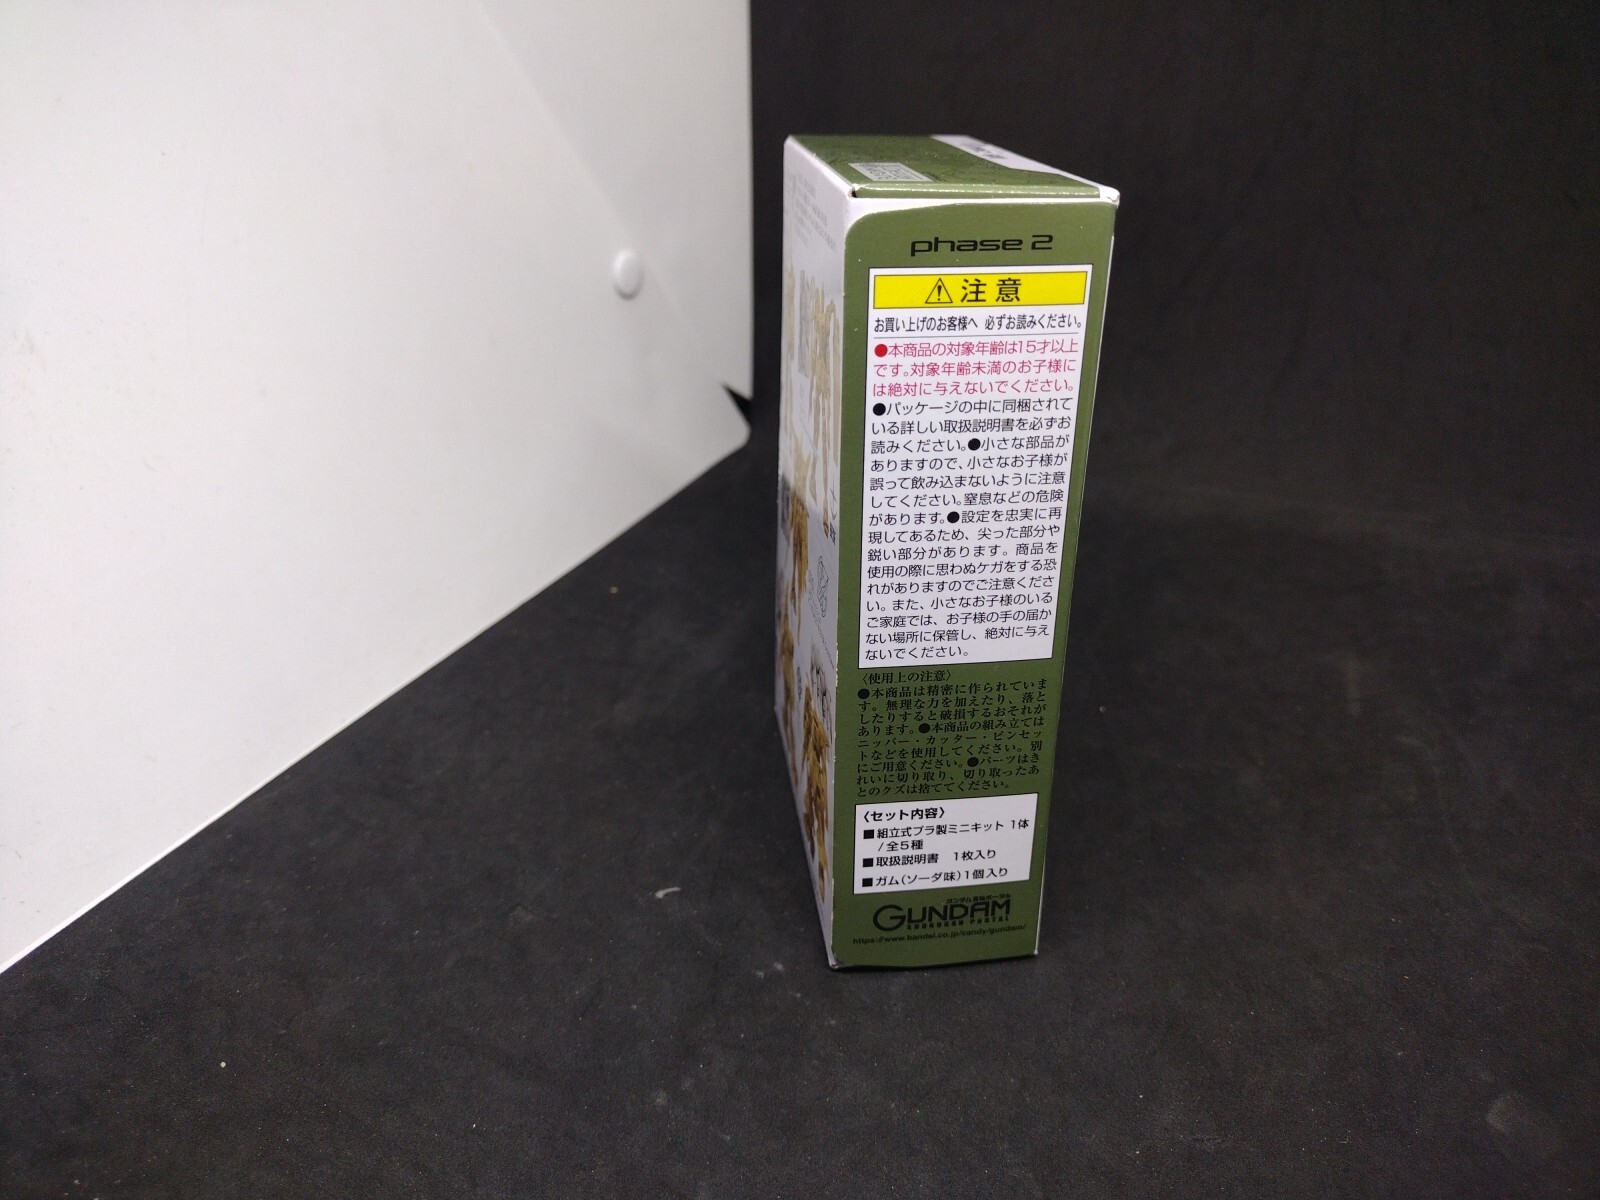 phase 2
注意
お買い上げのお客様へ 必ずお読みください。
●本商品の対象年齢は15才以上
です。対象年齢未満のお子様に
は絶対に与えないでください。
●パッケージの中に同梱されて
いる詳しい取扱説明書を必ずお
読みください。●小さな部品が
ありますので、小さなお子様が
誤って飲み込まないように注意
してください。窒息などの危険
があります。●設定を忠実に再
現してあるため、尖った部分や
鋭い部分があります。商品を
使用の際に思わぬケガをする恐
れがありますのでご注意くださ
い。また、小さなお子様のいる
ご家庭では、お子様の手の届か
ない場所に保管し、絶対に与え
ないでください。
〈使用上の注意〉
●本商品は精密に作られていま
す。無理な力を加えたり、落と
したりすると破損するおそれが
あります。●本商品の組み立ては
ニッパー・カッター・ピンセッ
トなどを使用してください。別
にご用意ください。●パーツはき
れいに切り取り、切り取ったあ
とのクズは捨ててください。
〈セット内容〉
■組立式プラ製ミニキット 1体
/全5種
■取扱説明書 1枚入り
■ガム(ソーダ味)1個入り
GUNDAM
https://www.bandai.co.jp/candy/gundam/